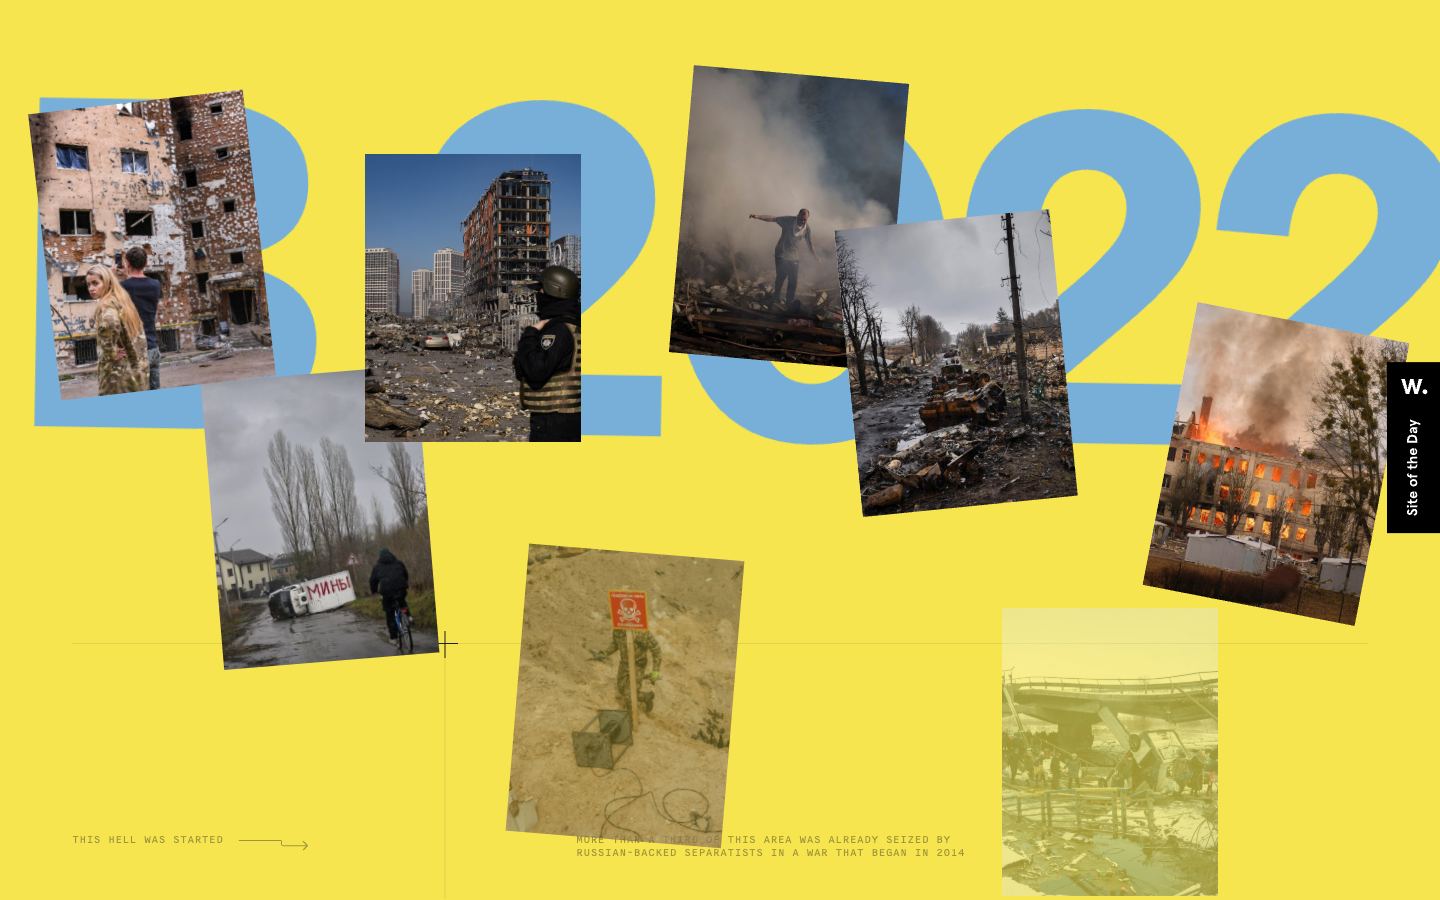 2022
W.
Site of the Day
МИНЫ
THIS HELL WAS STARTED
MORE THAN A THIRD OF THIS AREA WAS ALREADY SEIZED BY
RUSSIAN-BACKED SEPARATISTS IN A WAR THAT BEGAN IN 2014